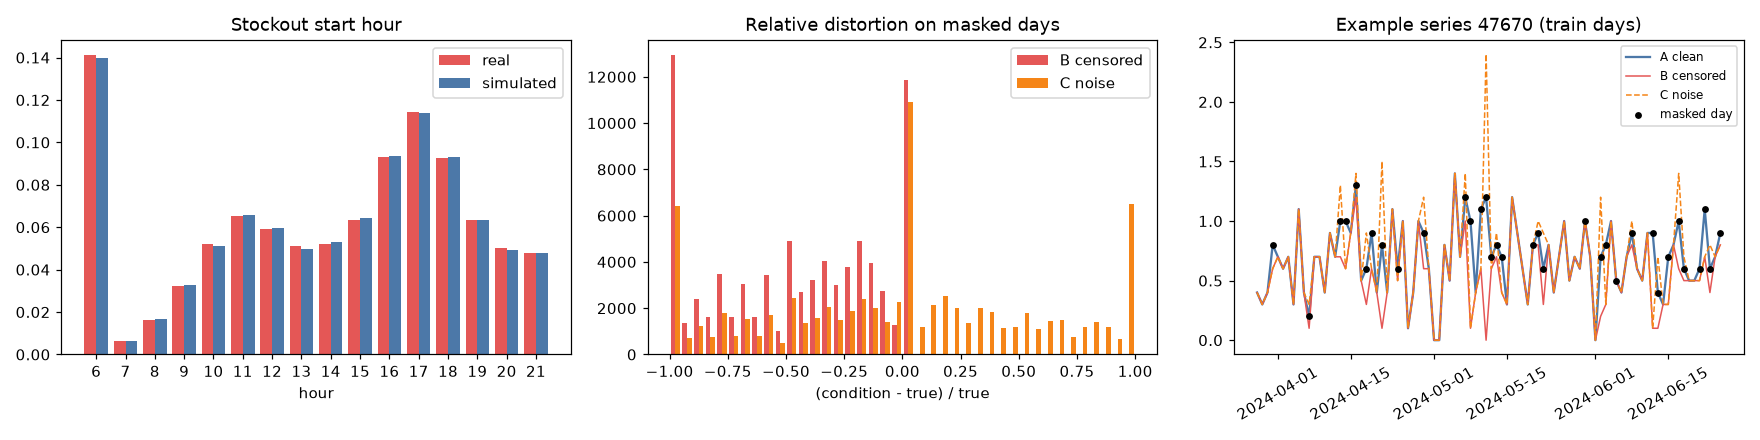 Stockout start hour
0.14
0.12
0.10
0.08
0.06
0.04
0.02
0.00
real
simulated
6 7 8 9 10 11 12 13 14 15 16 17 18 19 20 21
hour
Relative distortion on masked days
12000
10000
8000
6000
4000
2000
0
B censored
C noise
−1.00 −0.75 −0.50 −0.25 0.00 0.25 0.50 0.75 1.00
(condition - true) / true
Example series 47670 (train days)
2.5
2.0
1.5
1.0
0.5
0.0
A clean
B censored
C noise
masked day
2024-04-01 2024-04-15 2024-05-01 2024-05-15 2024-06-01 2024-06-15